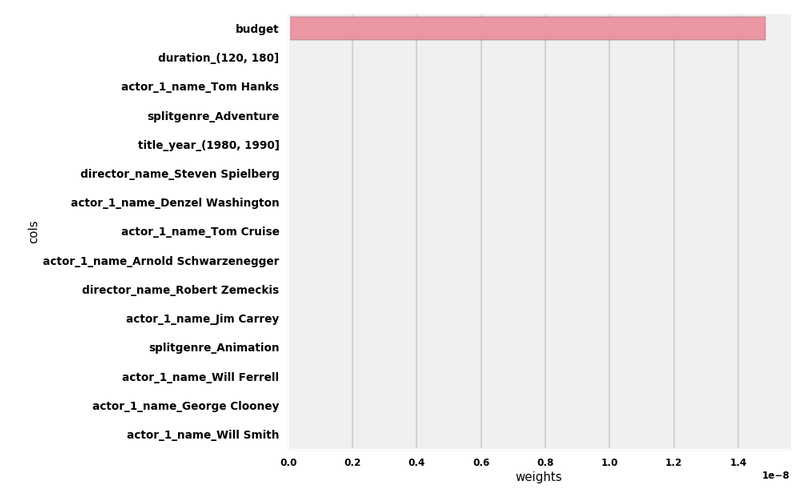 budget
duration_(120, 180]
actor_1_name_Tom Hanks
splitgenre_Adventure
title_year_(1980, 1990]
director_name_Steven Spielberg
actor_1_name_Denzel Washington
actor_1_name_Tom Cruise
actor_1_name_Arnold Schwarzenegger
director_name_Robert Zemeckis
actor_1_name_Jim Carrey
splitgenre_Animation
actor_1_name_Will Ferrell
actor_1_name_George Clooney
actor_1_name_Will Smith
cols
0.0 0.2 0.4 0.6 0.8 1.0 1.2 1.4
1e−8
weights